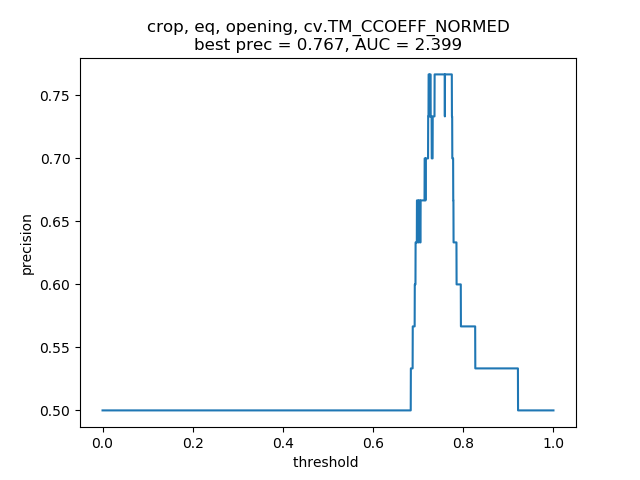 crop, eq, opening, cv.TM_CCOEFF_NORMED
best prec = 0.767, AUC = 2.399
0.75
0.70
0.65
0.60
0.55
0.50
precision
0.0 0.2 0.4 0.6 0.8 1.0
threshold